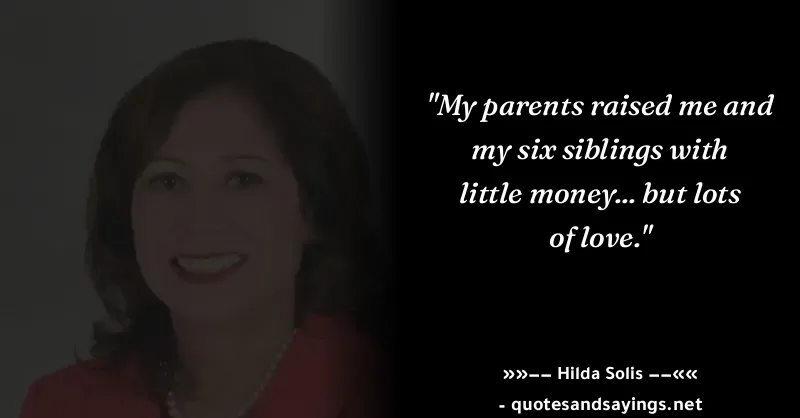 "My parents raised me and
my six siblings with
little money... but lots
of love."
»»−− Hilda Solis −−««
- quotesandsayings.net